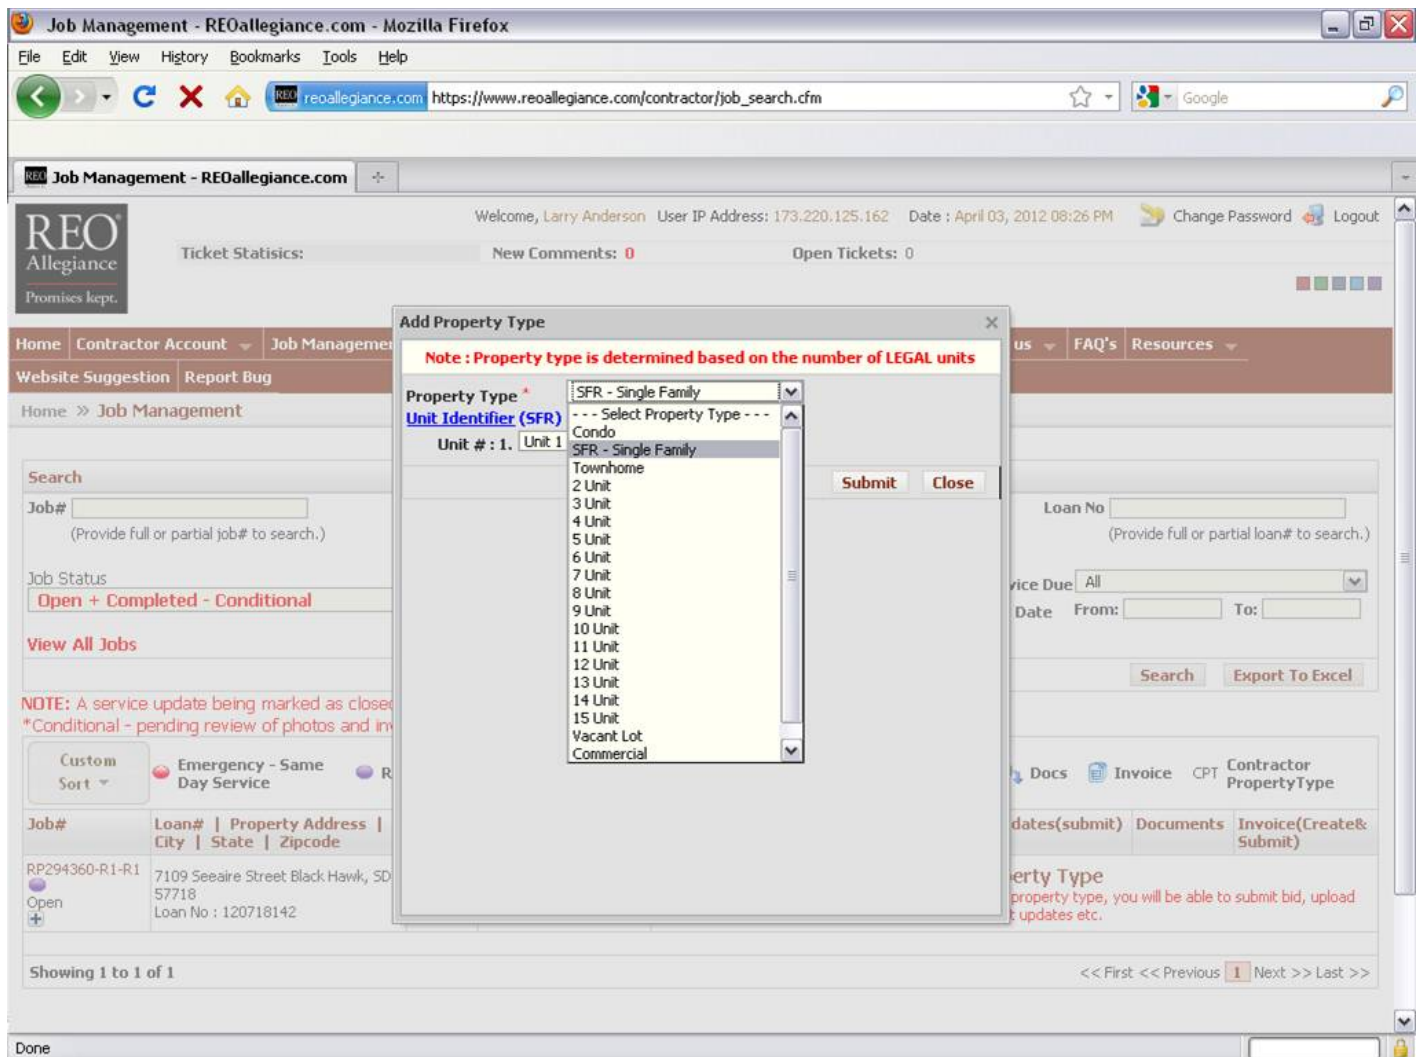 Job Management - REOallegiance.com - Mozilla Firefox
File Edit View History Bookmarks Tools Help
REO reoallegiance.com https://www.reoallegiance.com/contractor/job_search.cfm Google
REO Job Management - REOallegiance.com
REO Allegiance Promises kept.
Welcome, Larry Anderson User IP Address: 173.220.125.162 Date : April 03, 2012 08:26 PM Change Password Logout
Ticket Statisics: New Comments: 0 Open Tickets: 0
Home Contractor Account Job Managemen us FAQ's Resources
Website Suggestion Report Bug
Home » Job Management
Add Property Type
Note : Property type is determined based on the number of LEGAL units
Property Type * SFR - Single Family
Unit Identifier (SFR)
Unit # : 1. Unit 1
- - - Select Property Type - - -
Condo
SFR - Single Family
Townhome
2 Unit
3 Unit
4 Unit
5 Unit
6 Unit
7 Unit
8 Unit
9 Unit
10 Unit
11 Unit
12 Unit
13 Unit
14 Unit
15 Unit
Vacant Lot
Commercial
Submit Close
Search
Job# Loan No
(Provide full or partial job# to search.) (Provide full or partial loan# to search.)
Job Status vice Due All
Open + Completed - Conditional Date From: To:
View All Jobs
Search Export To Excel
NOTE: A service update being marked as closed
*Conditional - pending review of photos and inv
Custom Sort Emergency - Same Day Service R Docs Invoice CPT Contractor PropertyType
Job# Loan# | Property Address | City | State | Zipcode dates(submit) Documents Invoice(Create& Submit)
RP294360-R1-R1 7109 Seeaire Street Black Hawk, SD erty Type
57718 property type, you will be able to submit bid, upload
Open Loan No : 120718142 t updates etc.
Showing 1 to 1 of 1 << First << Previous 1 Next >> Last >>
Done